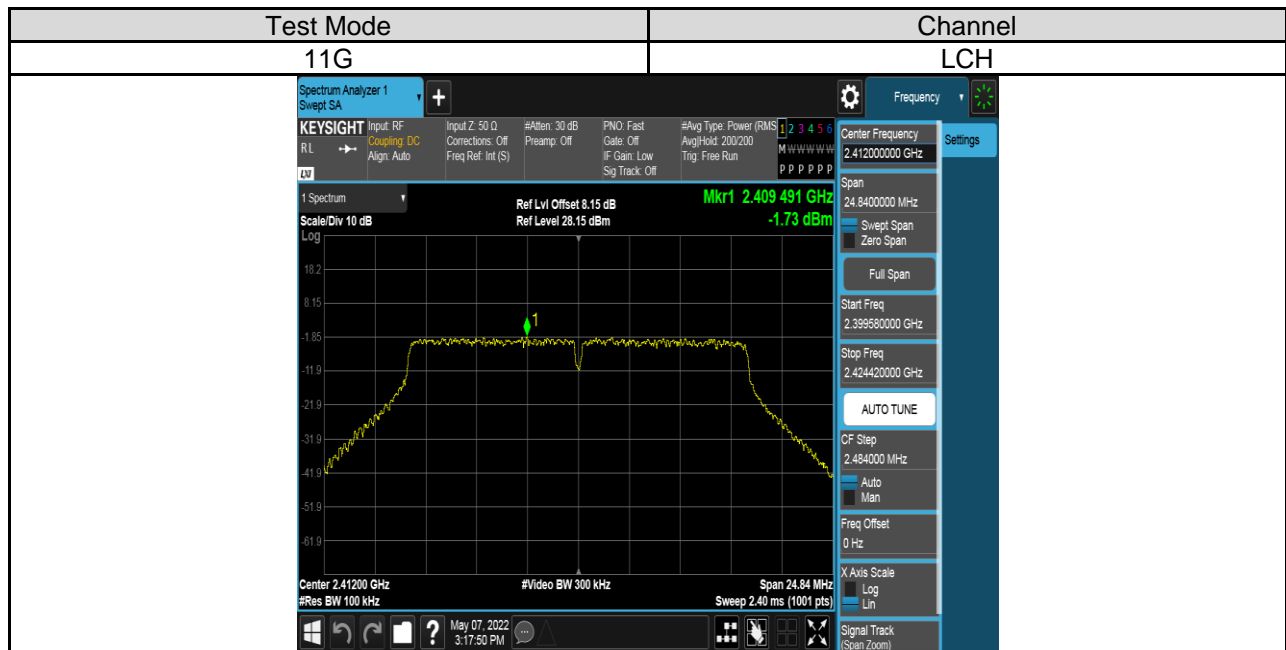 Test Mode Channel
11G LCH
Spectrum Analyzer 1
Swept SA
+
Frequency
KEYSIGHT
RL
LXI
Input: RF
Coupling: DC
Align: Auto
Input Z: 50 Ω
Corrections: Off
Freq Ref: Int (S)
#Atten: 30 dB
Preamp: Off
PNO: Fast
Gate: Off
IF Gain: Low
Sig Track: Off
#Avg Type: Power (RMS
Avg|Hold: 200/200
Trig: Free Run
1 2 3 4 5 6
M W W W W W
P P P P P P
1 Spectrum
Scale/Div 10 dB
Log
Ref Lvl Offset 8.15 dB
Ref Level 28.15 dBm
Mkr1 2.409 491 GHz
-1.73 dBm
18.2
8.15
-1.85
-11.9
-21.9
-31.9
-41.9
-51.9
-61.9
1
Center 2.41200 GHz
#Res BW 100 kHz
#Video BW 300 kHz
Span 24.84 MHz
Sweep 2.40 ms (1001 pts)
Settings
Center Frequency
2.412000000 GHz
Span
24.8400000 MHz
Swept Span
Zero Span
Full Span
Start Freq
2.399580000 GHz
Stop Freq
2.424420000 GHz
AUTO TUNE
CF Step
2.484000 MHz
Auto
Man
Freq Offset
0 Hz
X Axis Scale
Log
Lin
Signal Track
(Span Zoom)
?
May 07, 2022
3:17:50 PM